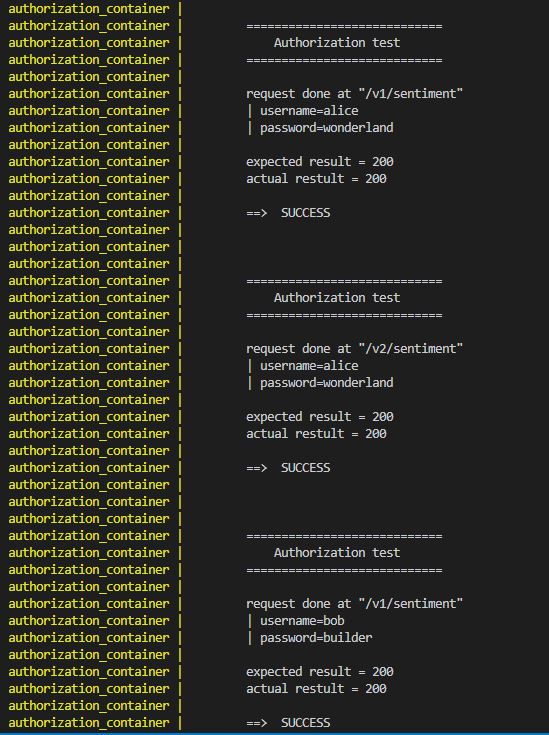 authorization_container |
authorization_container |         ============================
authorization_container |             Authorization test
authorization_container |         ============================
authorization_container |
authorization_container |         request done at "/v1/sentiment"
authorization_container |         | username=alice
authorization_container |         | password=wonderland
authorization_container |
authorization_container |         expected result = 200
authorization_container |         actual restult = 200
authorization_container |
authorization_container |         ==>  SUCCESS
authorization_container |
authorization_container |
authorization_container |
authorization_container |         ============================
authorization_container |             Authorization test
authorization_container |         ============================
authorization_container |
authorization_container |         request done at "/v2/sentiment"
authorization_container |         | username=alice
authorization_container |         | password=wonderland
authorization_container |
authorization_container |         expected result = 200
authorization_container |         actual restult = 200
authorization_container |
authorization_container |         ==>  SUCCESS
authorization_container |
authorization_container |
authorization_container |
authorization_container |         ============================
authorization_container |             Authorization test
authorization_container |         ============================
authorization_container |
authorization_container |         request done at "/v1/sentiment"
authorization_container |         | username=bob
authorization_container |         | password=builder
authorization_container |
authorization_container |         expected result = 200
authorization_container |         actual restult = 200
authorization_container |
authorization_container |         ==>  SUCCESS